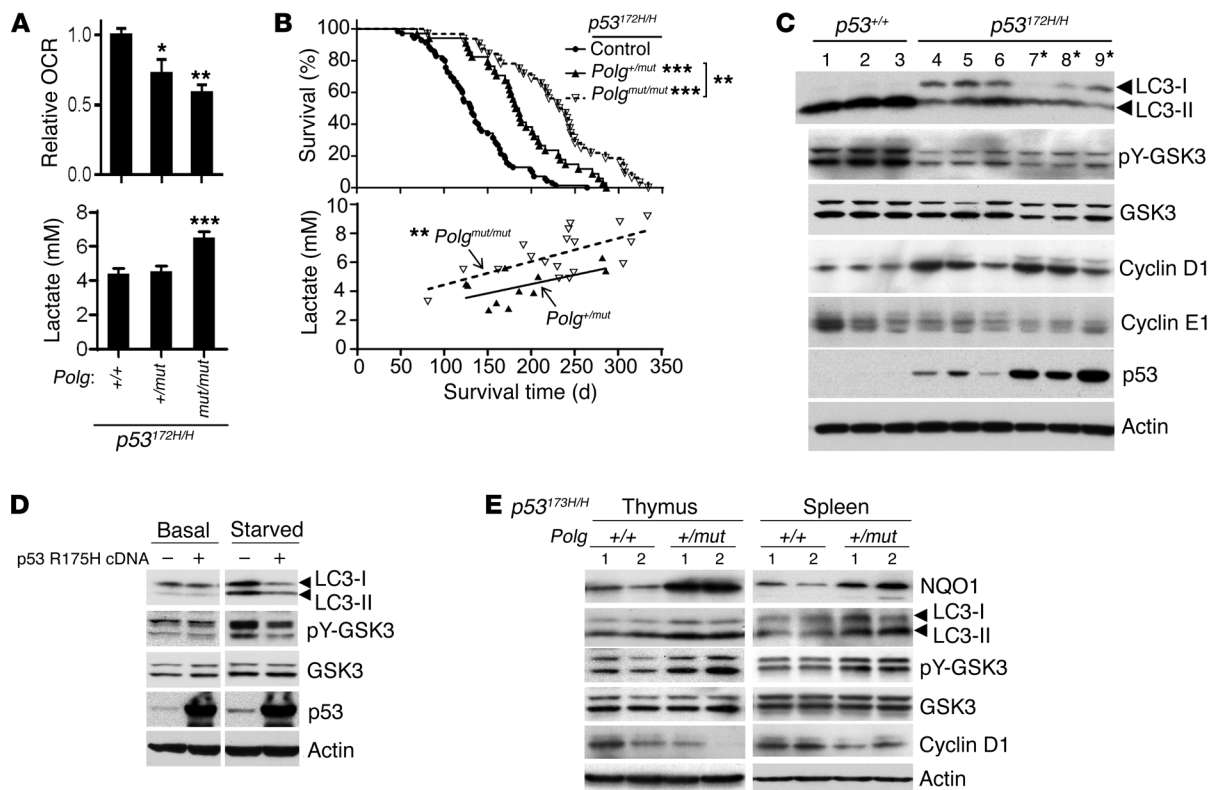 A
Relative OCR
1.0
0.5
0.0
*
**
Lactate (mM)
8
6
4
2
0
***
Polg:
+/+
+/mut
mut/mut
p53172H/H
B
p53172H/H
Control
Polg+/mut ***
Polgmut/mut ***
**
Survival (%)
100
80
60
40
20
0
Lactate (mM)
10
8
6
4
2
0
** Polgmut/mut
Polg+/mut
0 50 100 150 200 250 300 350
Survival time (d)
C
p53+/+ p53172H/H
1 2 3 4 5 6 7* 8* 9*
LC3-I
LC3-II
pY-GSK3
GSK3
Cyclin D1
Cyclin E1
p53
Actin
D
Basal Starved
p53 R175H cDNA – + – +
LC3-I
LC3-II
pY-GSK3
GSK3
p53
Actin
E
p53173H/H Thymus Spleen
Polg +/+ +/mut +/+ +/mut
1 2 1 2 1 2 1 2
NQO1
LC3-I
LC3-II
pY-GSK3
GSK3
Cyclin D1
Actin